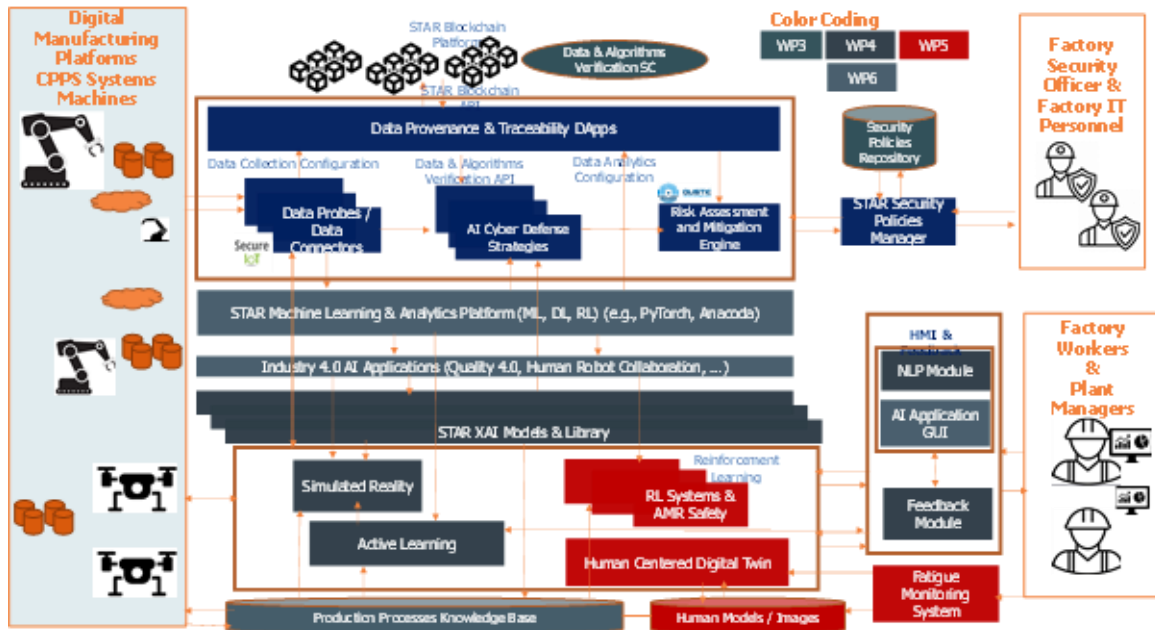 Digital
Manufacturing
Platforms
CPPS Systems
Machines
STAR Blockchain
Platform
Data & Algorithms
Verification SC
Color Coding
WP3
WP4
WP5
WP6
Factory
Security
Officer &
Factory IT
Personnel
STAR Blockchain
API
Data Provenance & Traceability DApps
Security
Policies
Repository
Data Collection Configuration
Data & Algorithms
Verification API
Data Analytics
Configuration
Data Probes /
Data
Connectors
Secure
IoT
AI Cyber Defense
Strategies
Risk Assessment
and Mitigation
Engine
STAR Security
Policies
Manager
STAR Machine Learning & Analytics Platform (ML, DL, RL) (e.g., PyTorch, Anacoda)
Industry 4.0 AI Applications (Quality 4.0, Human Robot Collaboration, ...)
STAR XAI Models & Library
HMI &
NLP Module
AI Application
GUI
Feedback
Module
Factory
Workers
&
Plant
Managers
Reinforcement
Learning
Simulated Reality
RL Systems &
AMR Safety
Active Learning
Human Centered Digital Twin
Fatigue
Monitoring
System
Production Processes Knowledge Base
Human Models / Images